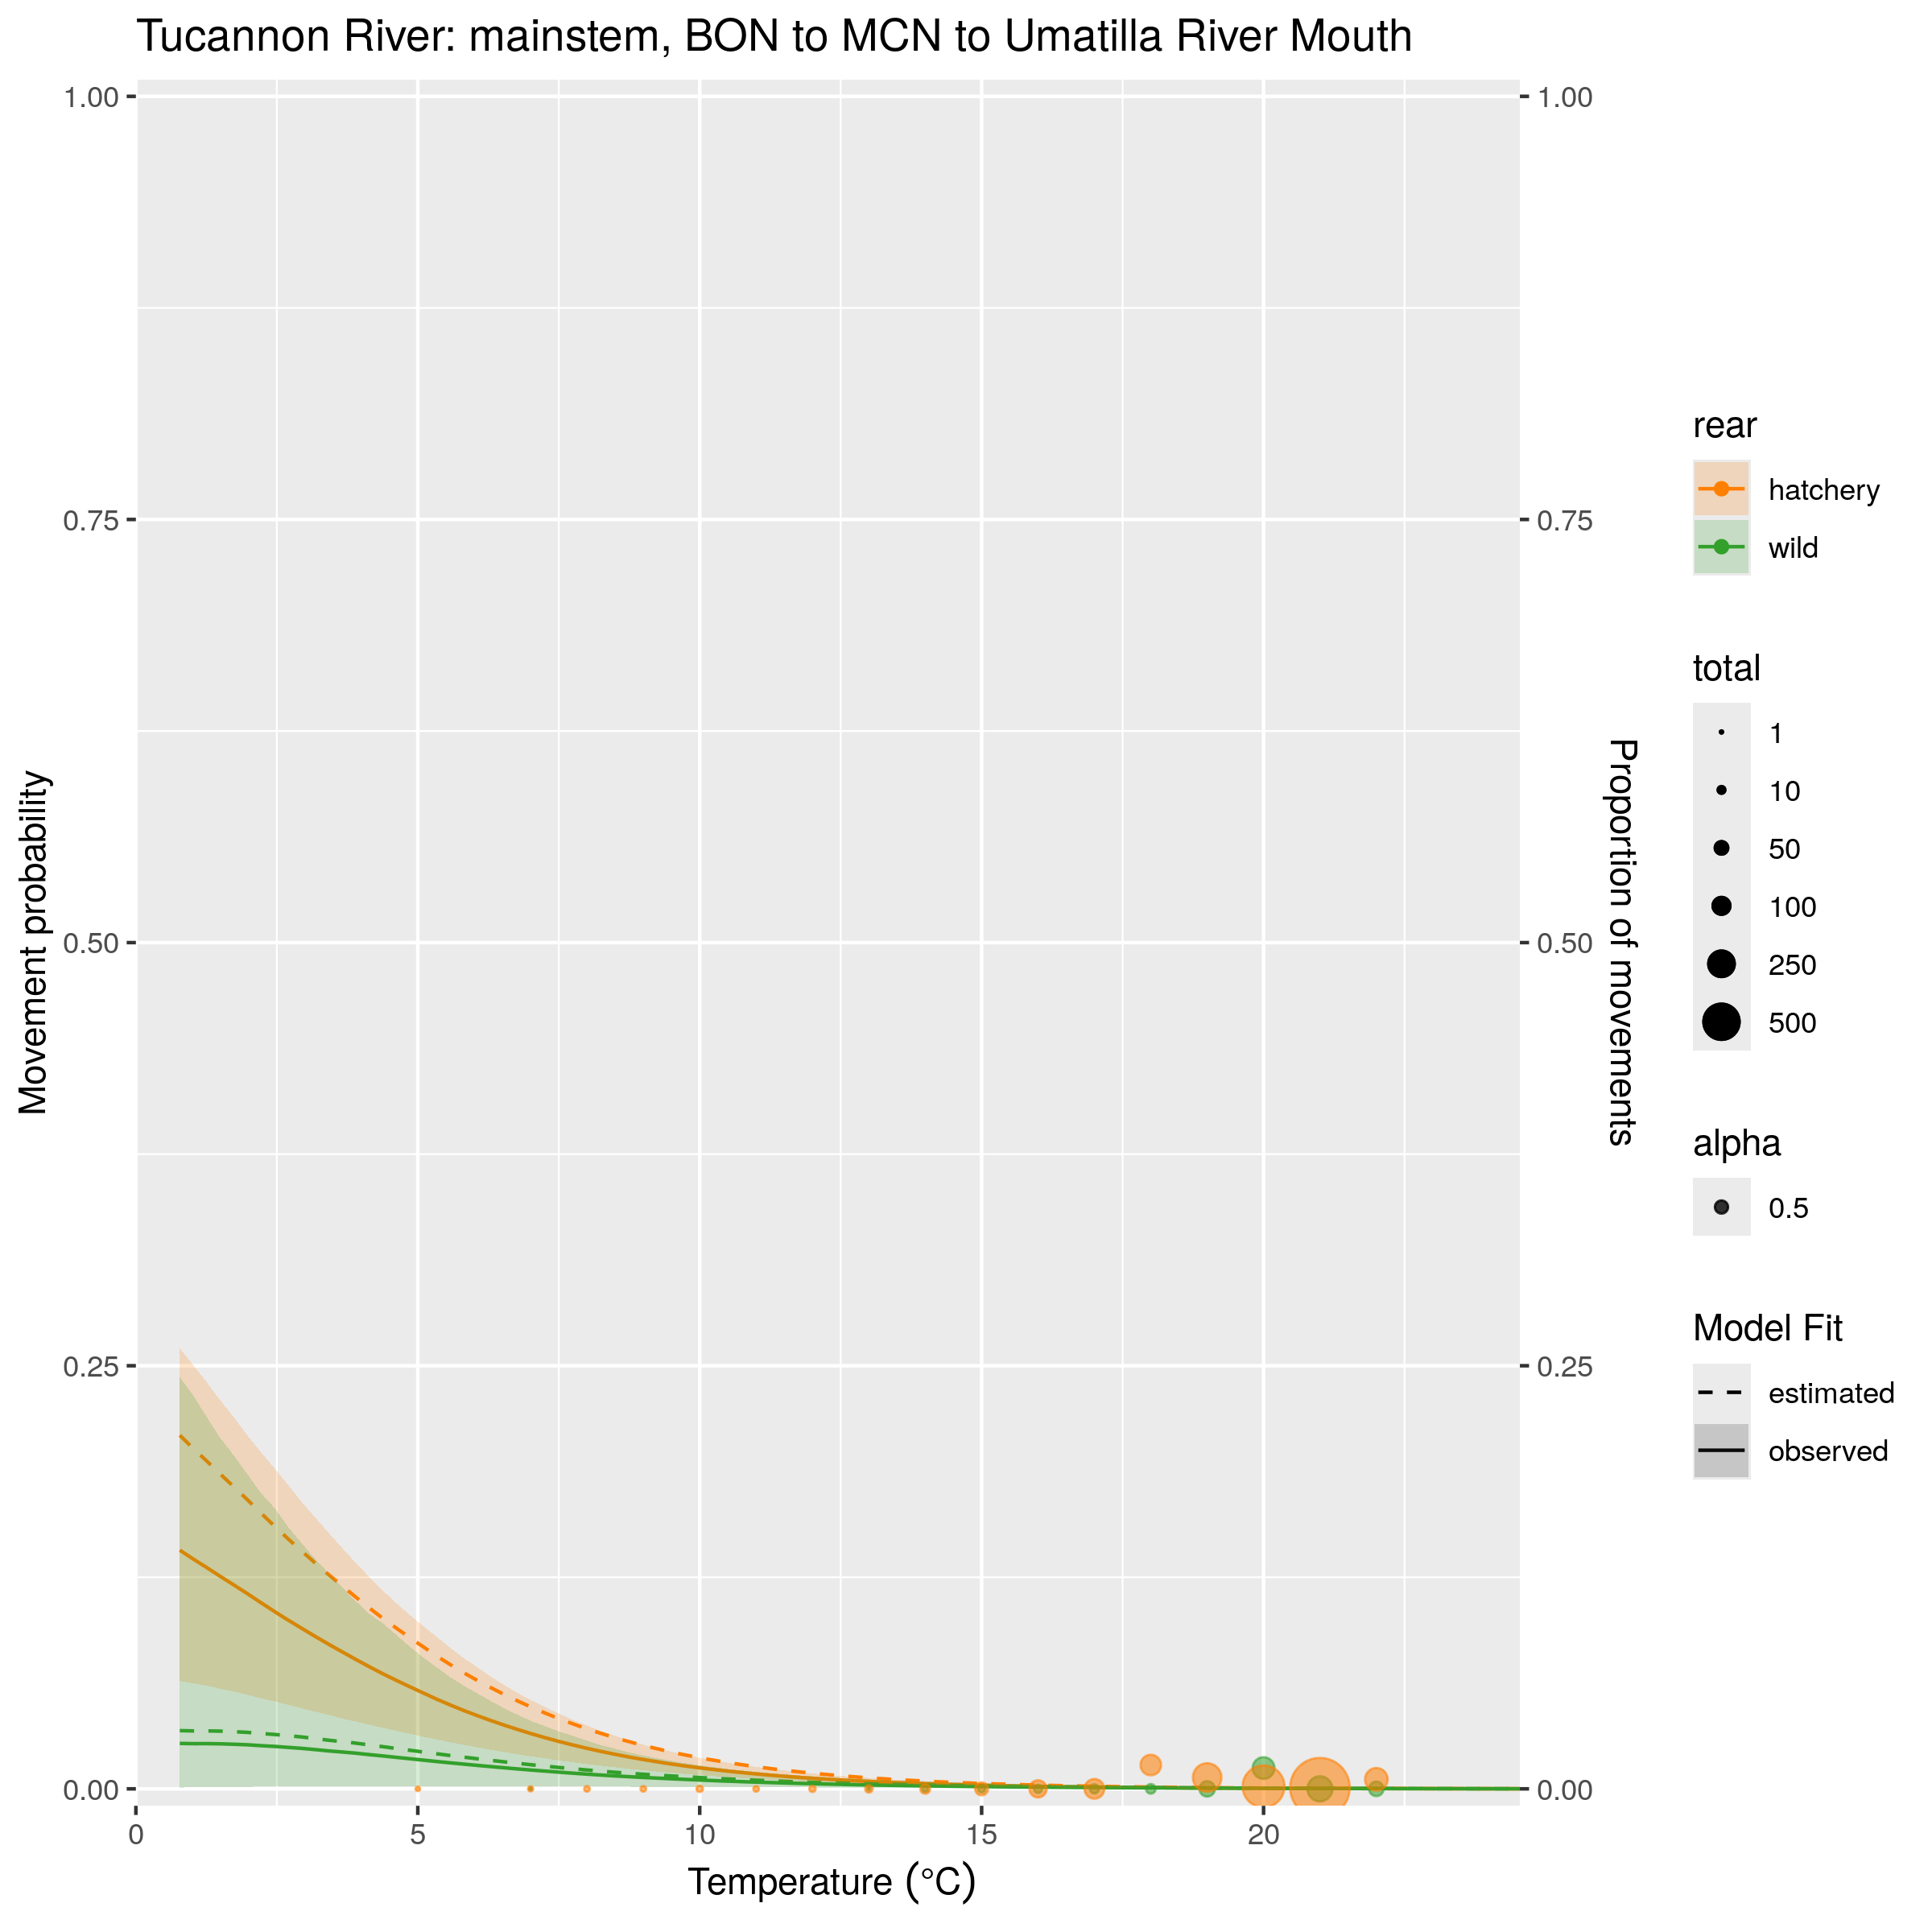 Tucannon River: mainstem, BON to MCN to Umatilla River Mouth
Movement probability
1.00
0.75
0.50
0.25
0.00
0
5
10
15
20
Temperature (°C)
1.00
0.75
0.50
0.25
0.00
Proportion of movements
rear
hatchery
wild
total
1
10
50
100
250
500
alpha
0.5
Model Fit
estimated
observed